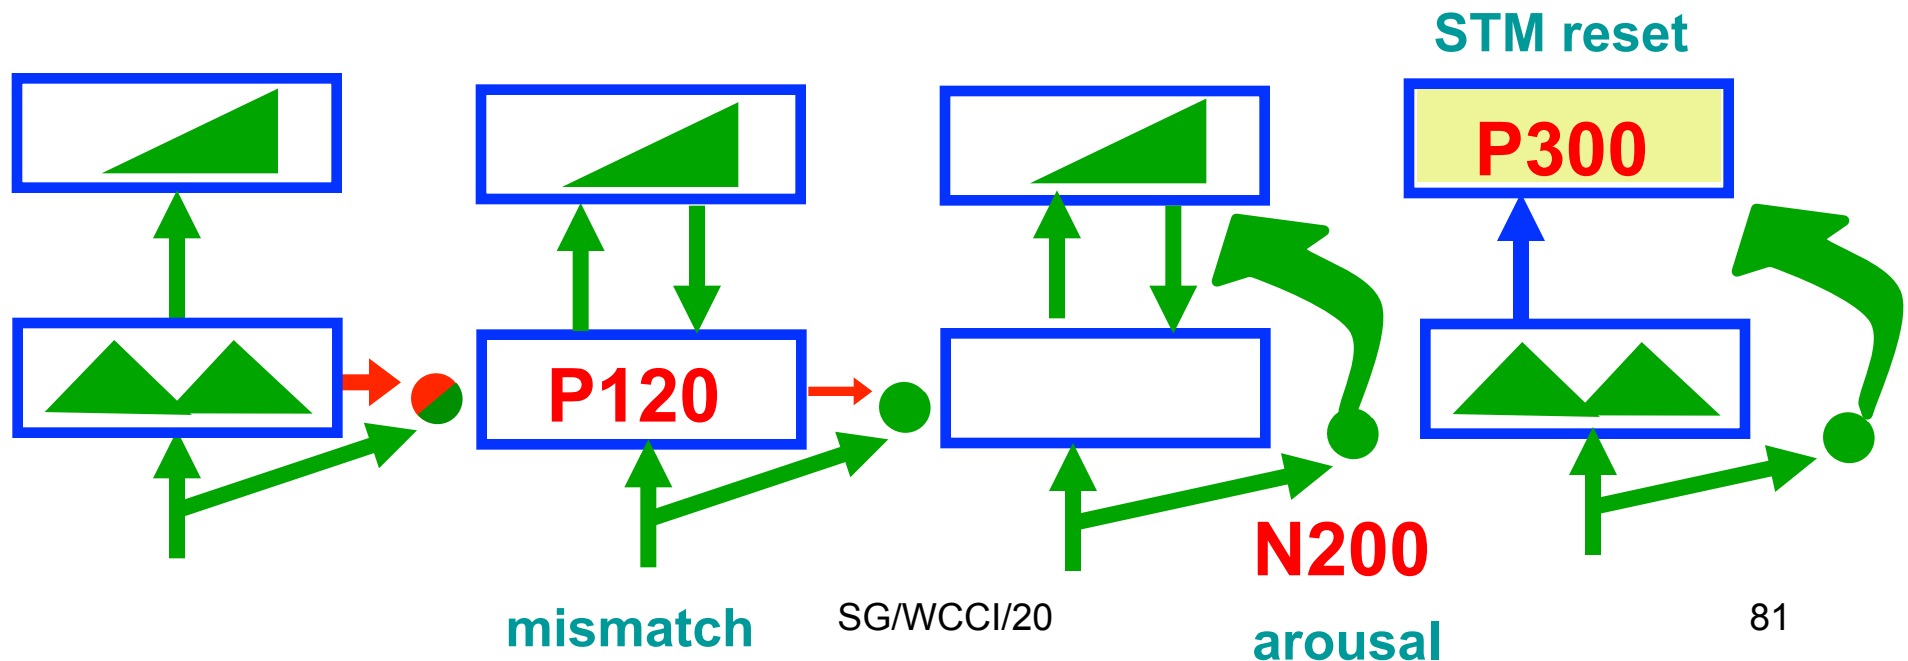 STM reset
P300
P120
N200
mismatch
SG/WCCI/20
arousal
81